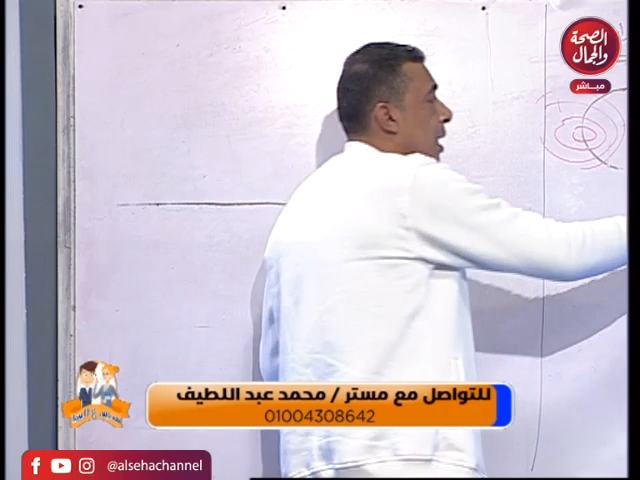 الصحة
والجمال
مباشر
للتواصل مع مستر / محمد عبد اللطيف
01004308642
@alsehachannel